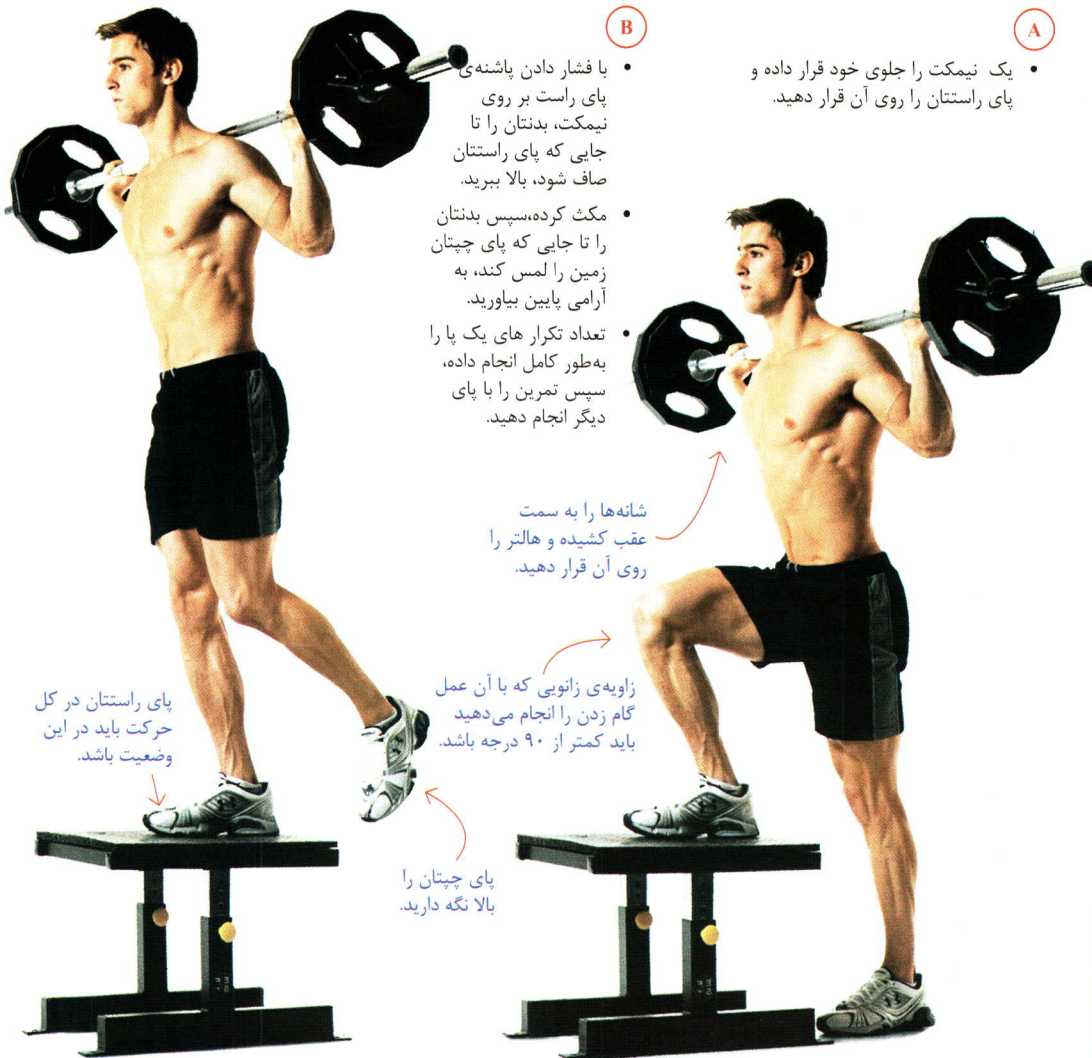 A
• یک نیمکت را جلوی خود قرار داده و
پای راستتان را روی آن قرار دهید.
B
• با فشار دادن پاشنه‌ی
پای راست بر روی
نیمکت، بدنتان را تا
جایی که پای راستتان
صاف شود، بالا ببرید.
• مکث کرده،سپس بدنتان
را تا جایی که پای چپتان
زمین را لمس کند، به
آرامی پایین بیاورید.
• تعداد تکرار های یک پا را
به‌طور کامل انجام داده،
سپس تمرین را با پای
دیگر انجام دهید.
شانه‌ها را به سمت
عقب کشیده و هالتر را
روی آن قرار دهید.
زاویه‌ی زانویی که با آن عمل
گام زدن را انجام می‌دهید
باید کمتر از ۹۰ درجه باشد.
پای راستتان در کل
حرکت باید در این
وضعیت باشد.
پای چپتان را
بالا نگه دارید.